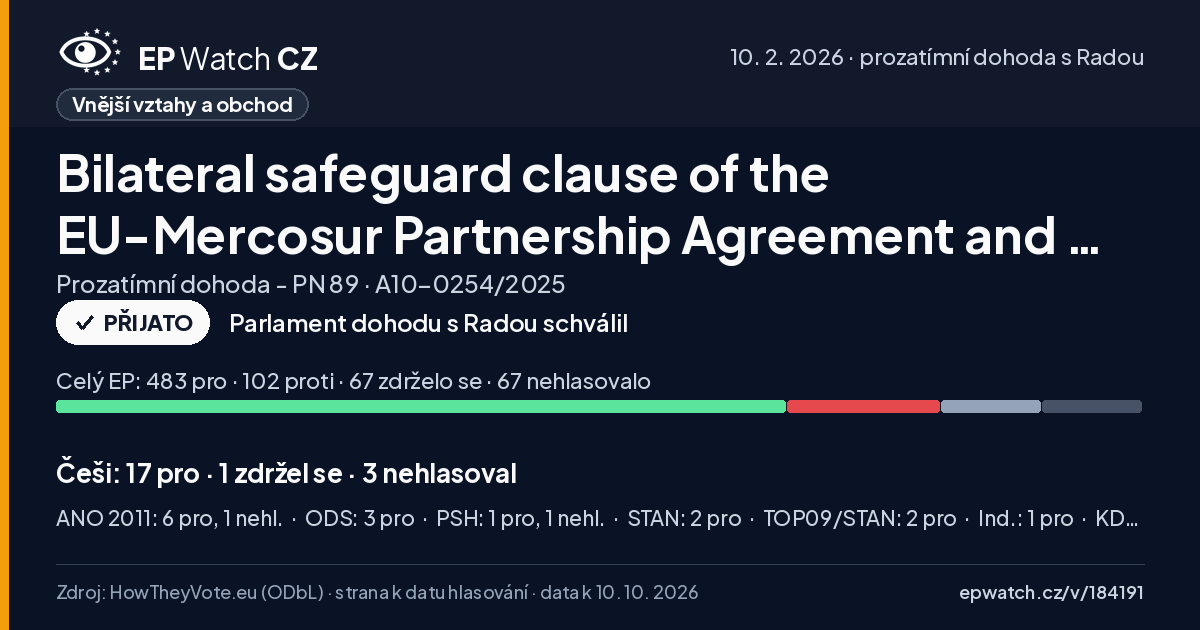 EP Watch CZ
10. 2. 2026 · prozatímní dohoda s Radou
Vnější vztahy a obchod
Bilateral safeguard clause of the
EU-Mercosur Partnership Agreement and ...
Prozatímní dohoda - PN 89 · A10–0254/2025
✓ PŘIJATO Parlament dohodu s Radou schválil
Celý EP: 483 pro · 102 proti · 67 zdrželo se · 67 nehlasovalo
Češi: 17 pro · 1 zdržel se · 3 nehlasoval
ANO 2011: 6 pro, 1 nehl. · ODS: 3 pro · PSH: 1 pro, 1 nehl. · STAN: 2 pro · TOP09/STAN: 2 pro · Ind.: 1 pro · KD...
Zdroj: HowTheyVote.eu (ODbL) · strana k datu hlasování · data k 10. 10. 2026
epwatch.cz/v/184191